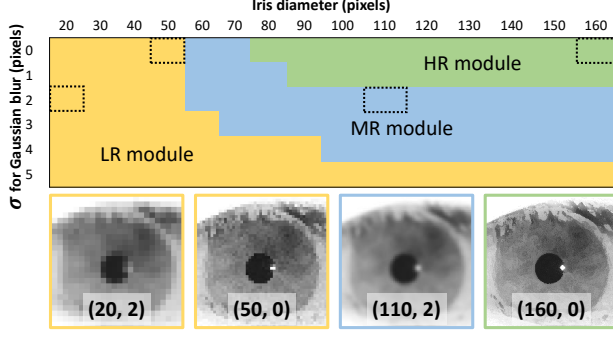 Iris diameter (pixels)
20 30 40 50 60 70 80 90 100 110 120 130 140 150 160
σ for Gaussian blur (pixels)
0
1
2
3
4
5
HR module
MR module
LR module
(20, 2) (50, 0) (110, 2) (160, 0)